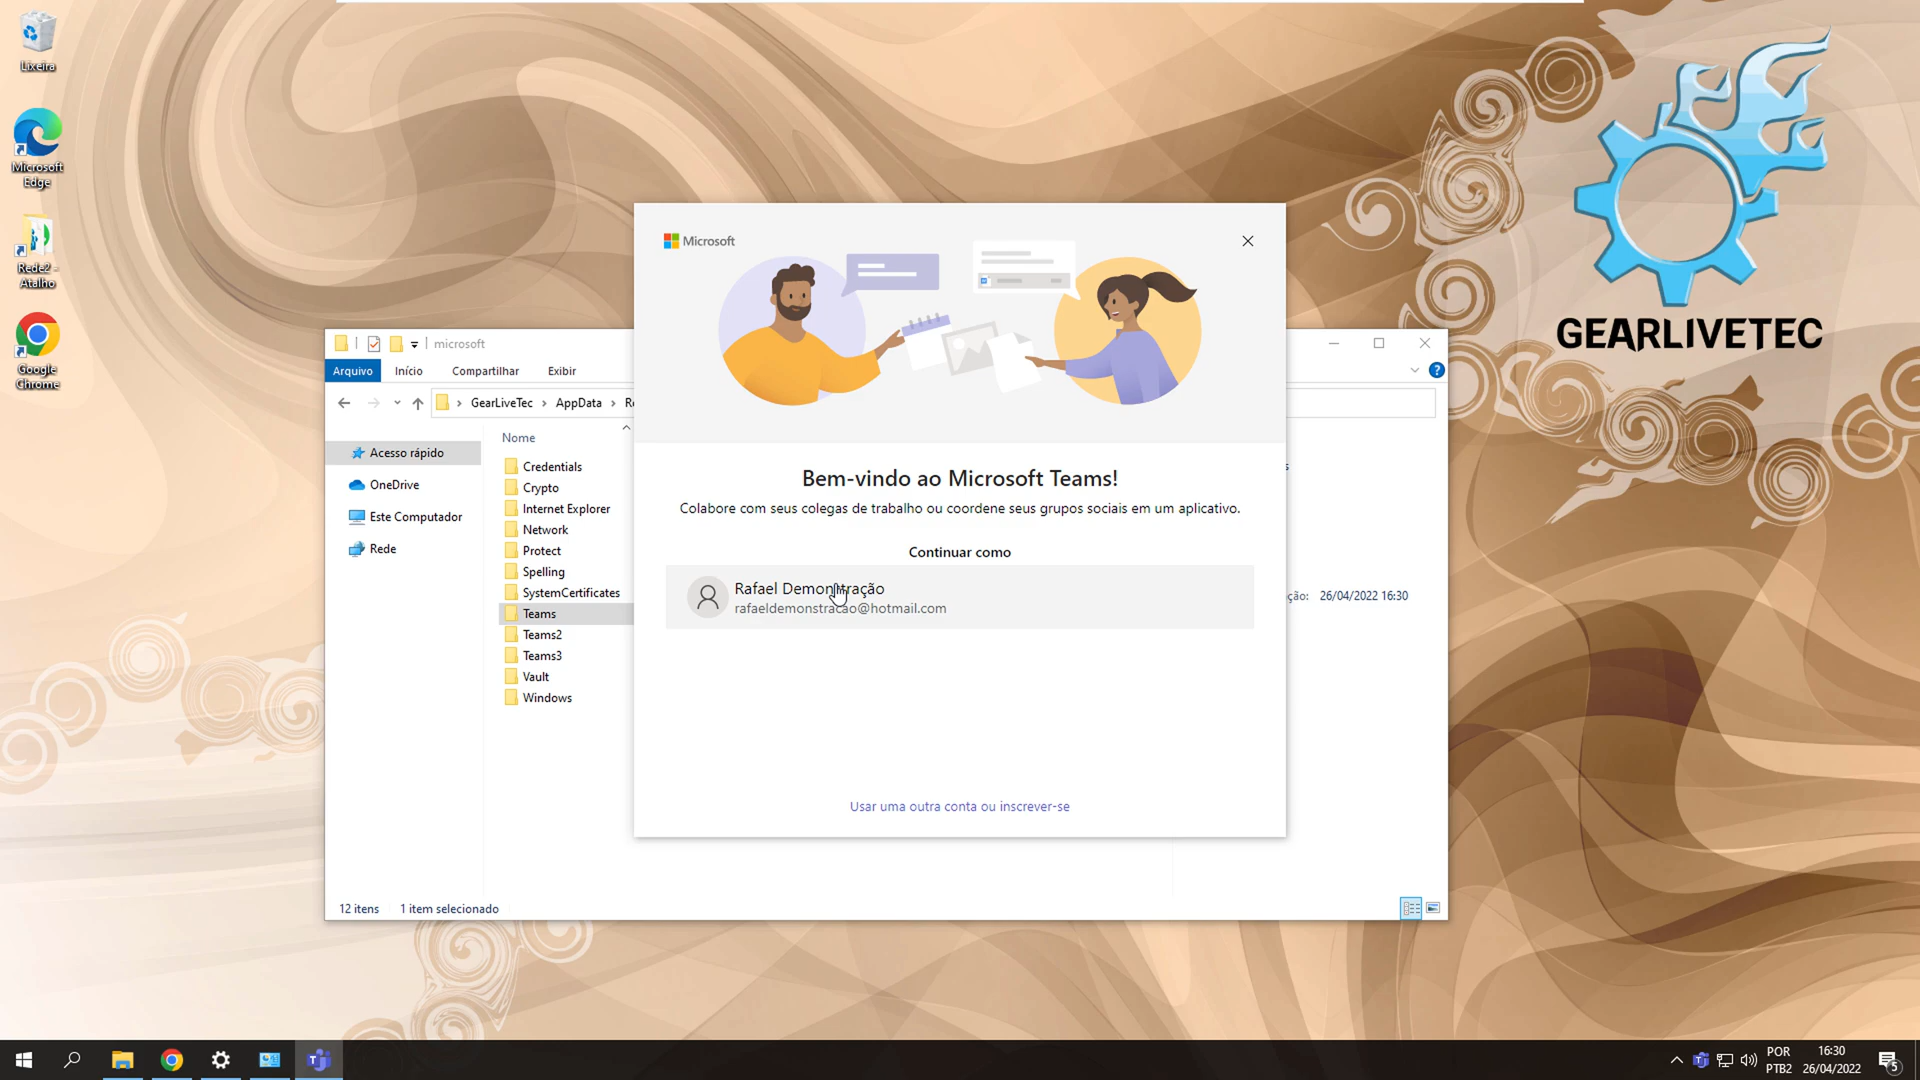 Lixeira
Microsoft
Edge
Rede2 -
Atalho
Google
Chrome
GEARLIVETEC
microsoft
Arquivo
Início
Compartilhar
Exibir
GearLiveTec
AppData
Acesso rápido
OneDrive
Este Computador
Rede
Nome
Credentials
Crypto
Internet Explorer
Network
Protect
Spelling
SystemCertificates
Teams
Teams2
Teams3
Vault
Windows
12 itens
1 item selecionado
26/04/2022 16:30
Microsoft
Bem-vindo ao Microsoft Teams!
Colabore com seus colegas de trabalho ou coordene seus grupos sociais em um aplicativo.
Continuar como
Rafael Demonstração
rafaeldemonstracao@hotmail.com
Usar uma outra conta ou inscrever-se
POR
PTB2
16:30
26/04/2022
5